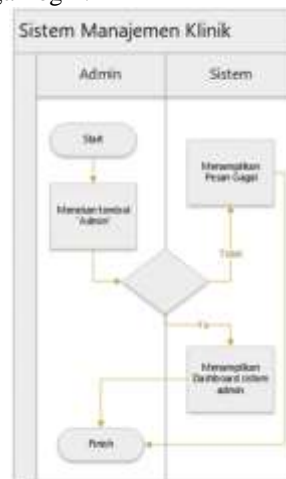 Sistem Manajemen Klinik
Admin
Sistem
Start
Menampilkan
Pesan Gagal
Menekan tombol
'Admin'
Tidak
Ya
Menampilkan
Dashboard sistem
admin
Finish